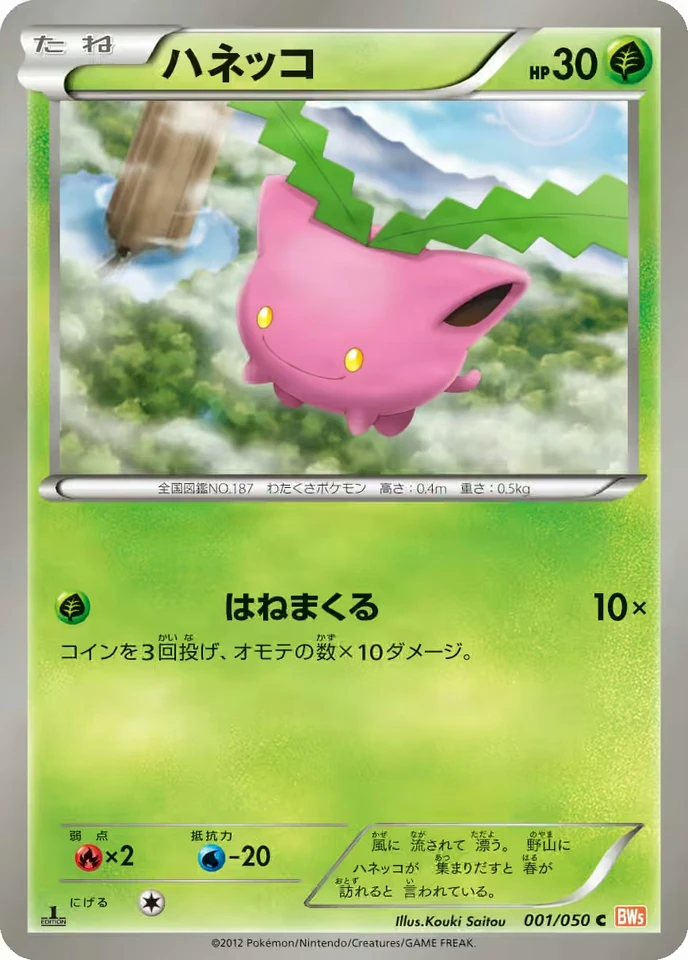 たね ハネッコ HP30
全国図鑑NO.187 わたくさポケモン 高さ:0.4m 重さ:0.5kg
はねまくる 10×
コインを3回投げ、オモテの数×10ダメージ。
弱点 抵抗力
×2 -20
にげる
風に 流されて 漂う。 野山に
ハネッコが 集まりだすと 春が
訪れると 言われている。
1 EDITION
Illus.Kouki Saitou 001/050 C BWs
©2012 Pokémon/Nintendo/Creatures/GAME FREAK.